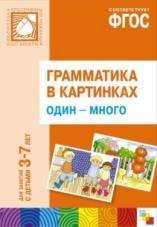 СООТВЕТСТВУЕТ
ФГОС
ГРАММАТИКА
В КАРТИНКАХ
ОДИН – МНОГО
ДЛЯ ЗАНЯТИЙ
С ДЕТЬМИ 3-7 ЛЕТ